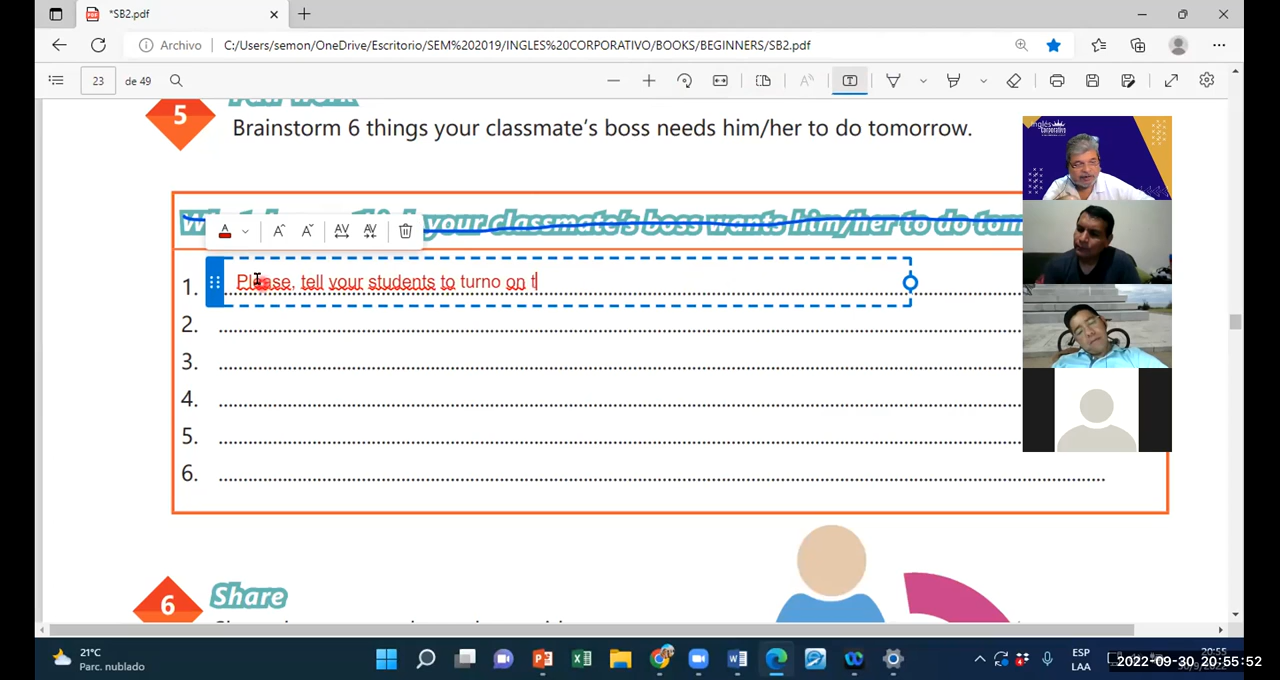 *SB2.pdf
Archivo
C:/Users/semon/OneDrive/Escritorio/SEM%202019/INGLES%20CORPORATIVO/BOOKS/BEGINNERS/SB2.pdf
23 de 49
5
Brainstorm 6 things your classmate's boss needs him/her to do tomorrow.
your classmate's boss wants him/her to do tom
1. Please, tell your students to turno on t
2.
3.
4.
5.
6.
6 Share
21°C
Parc. nublado
ESP
LAA
20:55
2022-09-30, 20:55:52